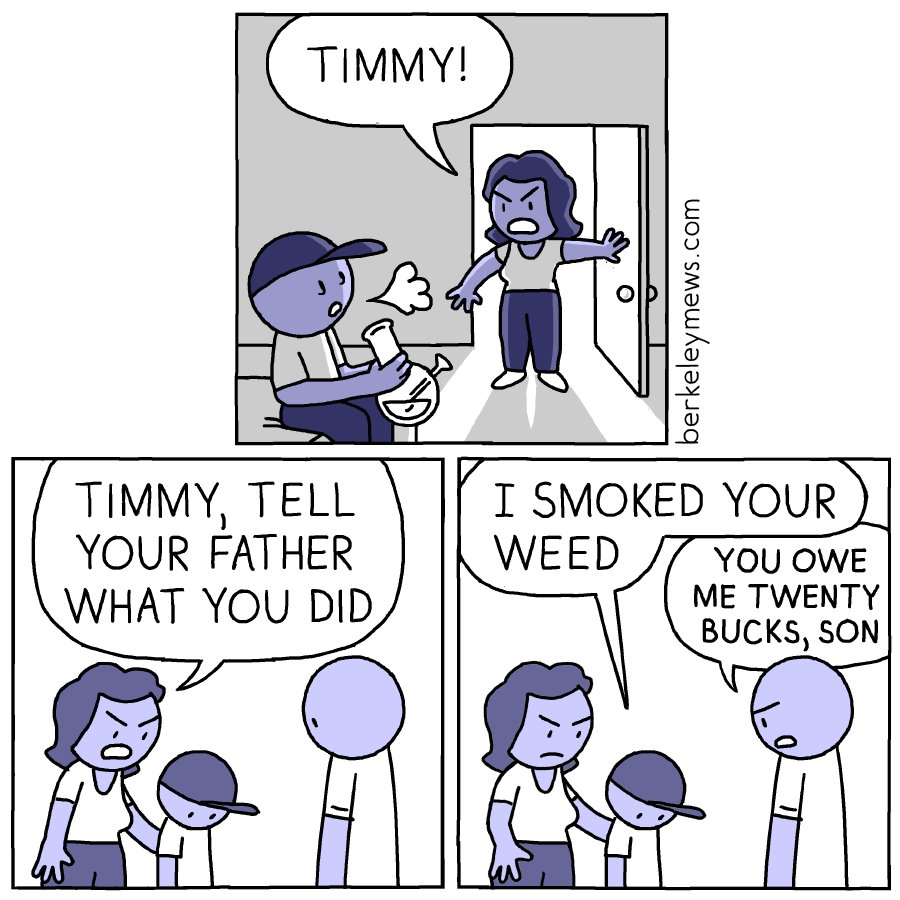 TIMMY!
berkeleymews.com
TIMMY, TELL
YOUR FATHER
WHAT YOU DID
I SMOKED YOUR
WEED
YOU OWE
ME TWENTY
BUCKS, SON